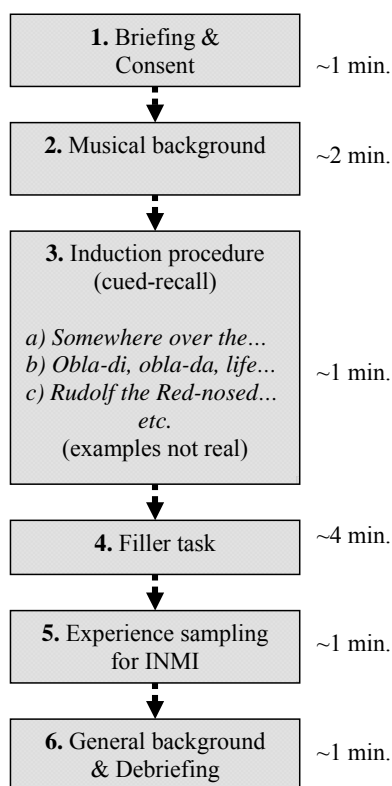 1. Briefing &
Consent
~1 min.
2. Musical background
~2 min.
3. Induction procedure
(cued-recall)
a) Somewhere over the…
b) Obla-di, obla-da, life…
c) Rudolf the Red-nosed…
etc.
(examples not real)
~1 min.
4. Filler task
~4 min.
5. Experience sampling
for INMI
~1 min.
6. General background
& Debriefing
~1 min.